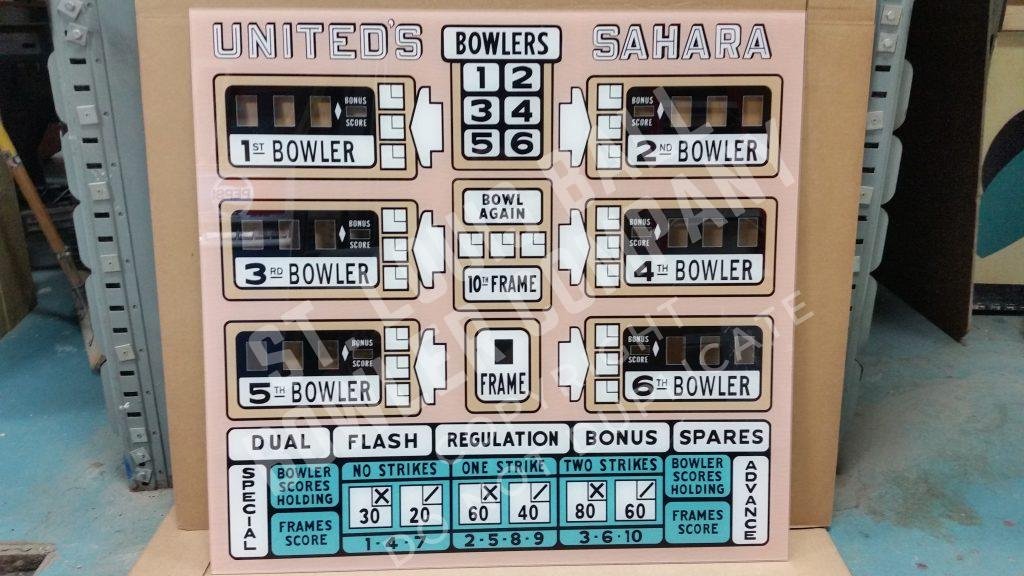 UNITED'S
BOWLERS
SAHARA
1 2
3 4
5 6
BONUS
SCORE
1ST BOWLER
BONUS
SCORE
2ND BOWLER
BOWL
AGAIN
10TH FRAME
BONUS
SCORE
3RD BOWLER
BONUS
SCORE
4TH BOWLER
FRAME
BONUS
SCORE
5TH BOWLER
BONUS
SCORE
6TH BOWLER
DUAL FLASH REGULATION BONUS SPARES
SPECIAL
BOWLER
SCORES
HOLDING
FRAMES
SCORE
NO STRIKES
X /
30 20
1-4-7
ONE STRIKE
X /
60 40
2-5-8-9
TWO STRIKES
X /
80 60
3-6-10
BOWLER
SCORES
HOLDING
FRAMES
SCORE
ADVANCE
COPYRIGHT
DO NOT DUPLICATE